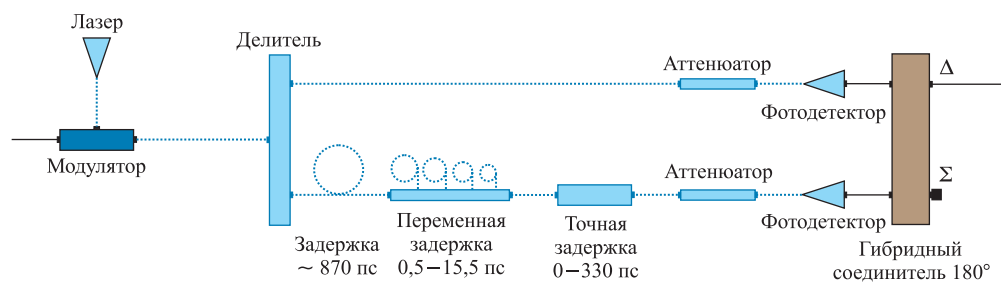 Лазер
Делитель
Модулятор
Аттенюатор
Δ
Фотодетектор
Аттенюатор
Σ
Фотодетектор
Задержка
~ 870 пс
Переменная
задержка
0,5−15,5 пс
Точная
задержка
0−330 пс
Гибридный
соединитель 180°